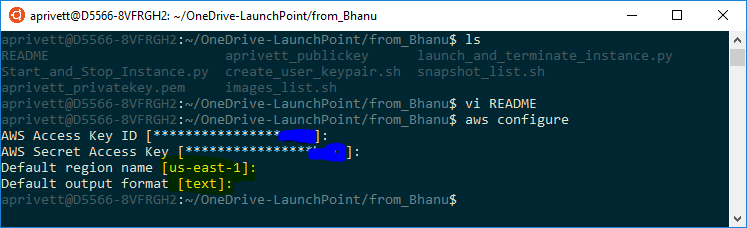 aprivett@D5566-8VFRGH2: ~/OneDrive-LaunchPoint/from_Bhanu
aprivett@D5566-8VFRGH2:~/OneDrive-LaunchPoint/from_Bhanu$ ls
README aprivett_publickey launch_and_terminate_instance.py
Start_and_Stop_Instance.py create_user_keypair.sh snapshot_list.sh
aprivett_privatekey.pem images_list.sh
aprivett@D5566-8VFRGH2:~/OneDrive-LaunchPoint/from_Bhanu$ vi README
aprivett@D5566-8VFRGH2:~/OneDrive-LaunchPoint/from_Bhanu$ aws configure
AWS Access Key ID [****************]:
AWS Secret Access Key [****************]:
Default region name [us-east-1]:
Default output format [text]:
aprivett@D5566-8VFRGH2:~/OneDrive-LaunchPoint/from_Bhanu$